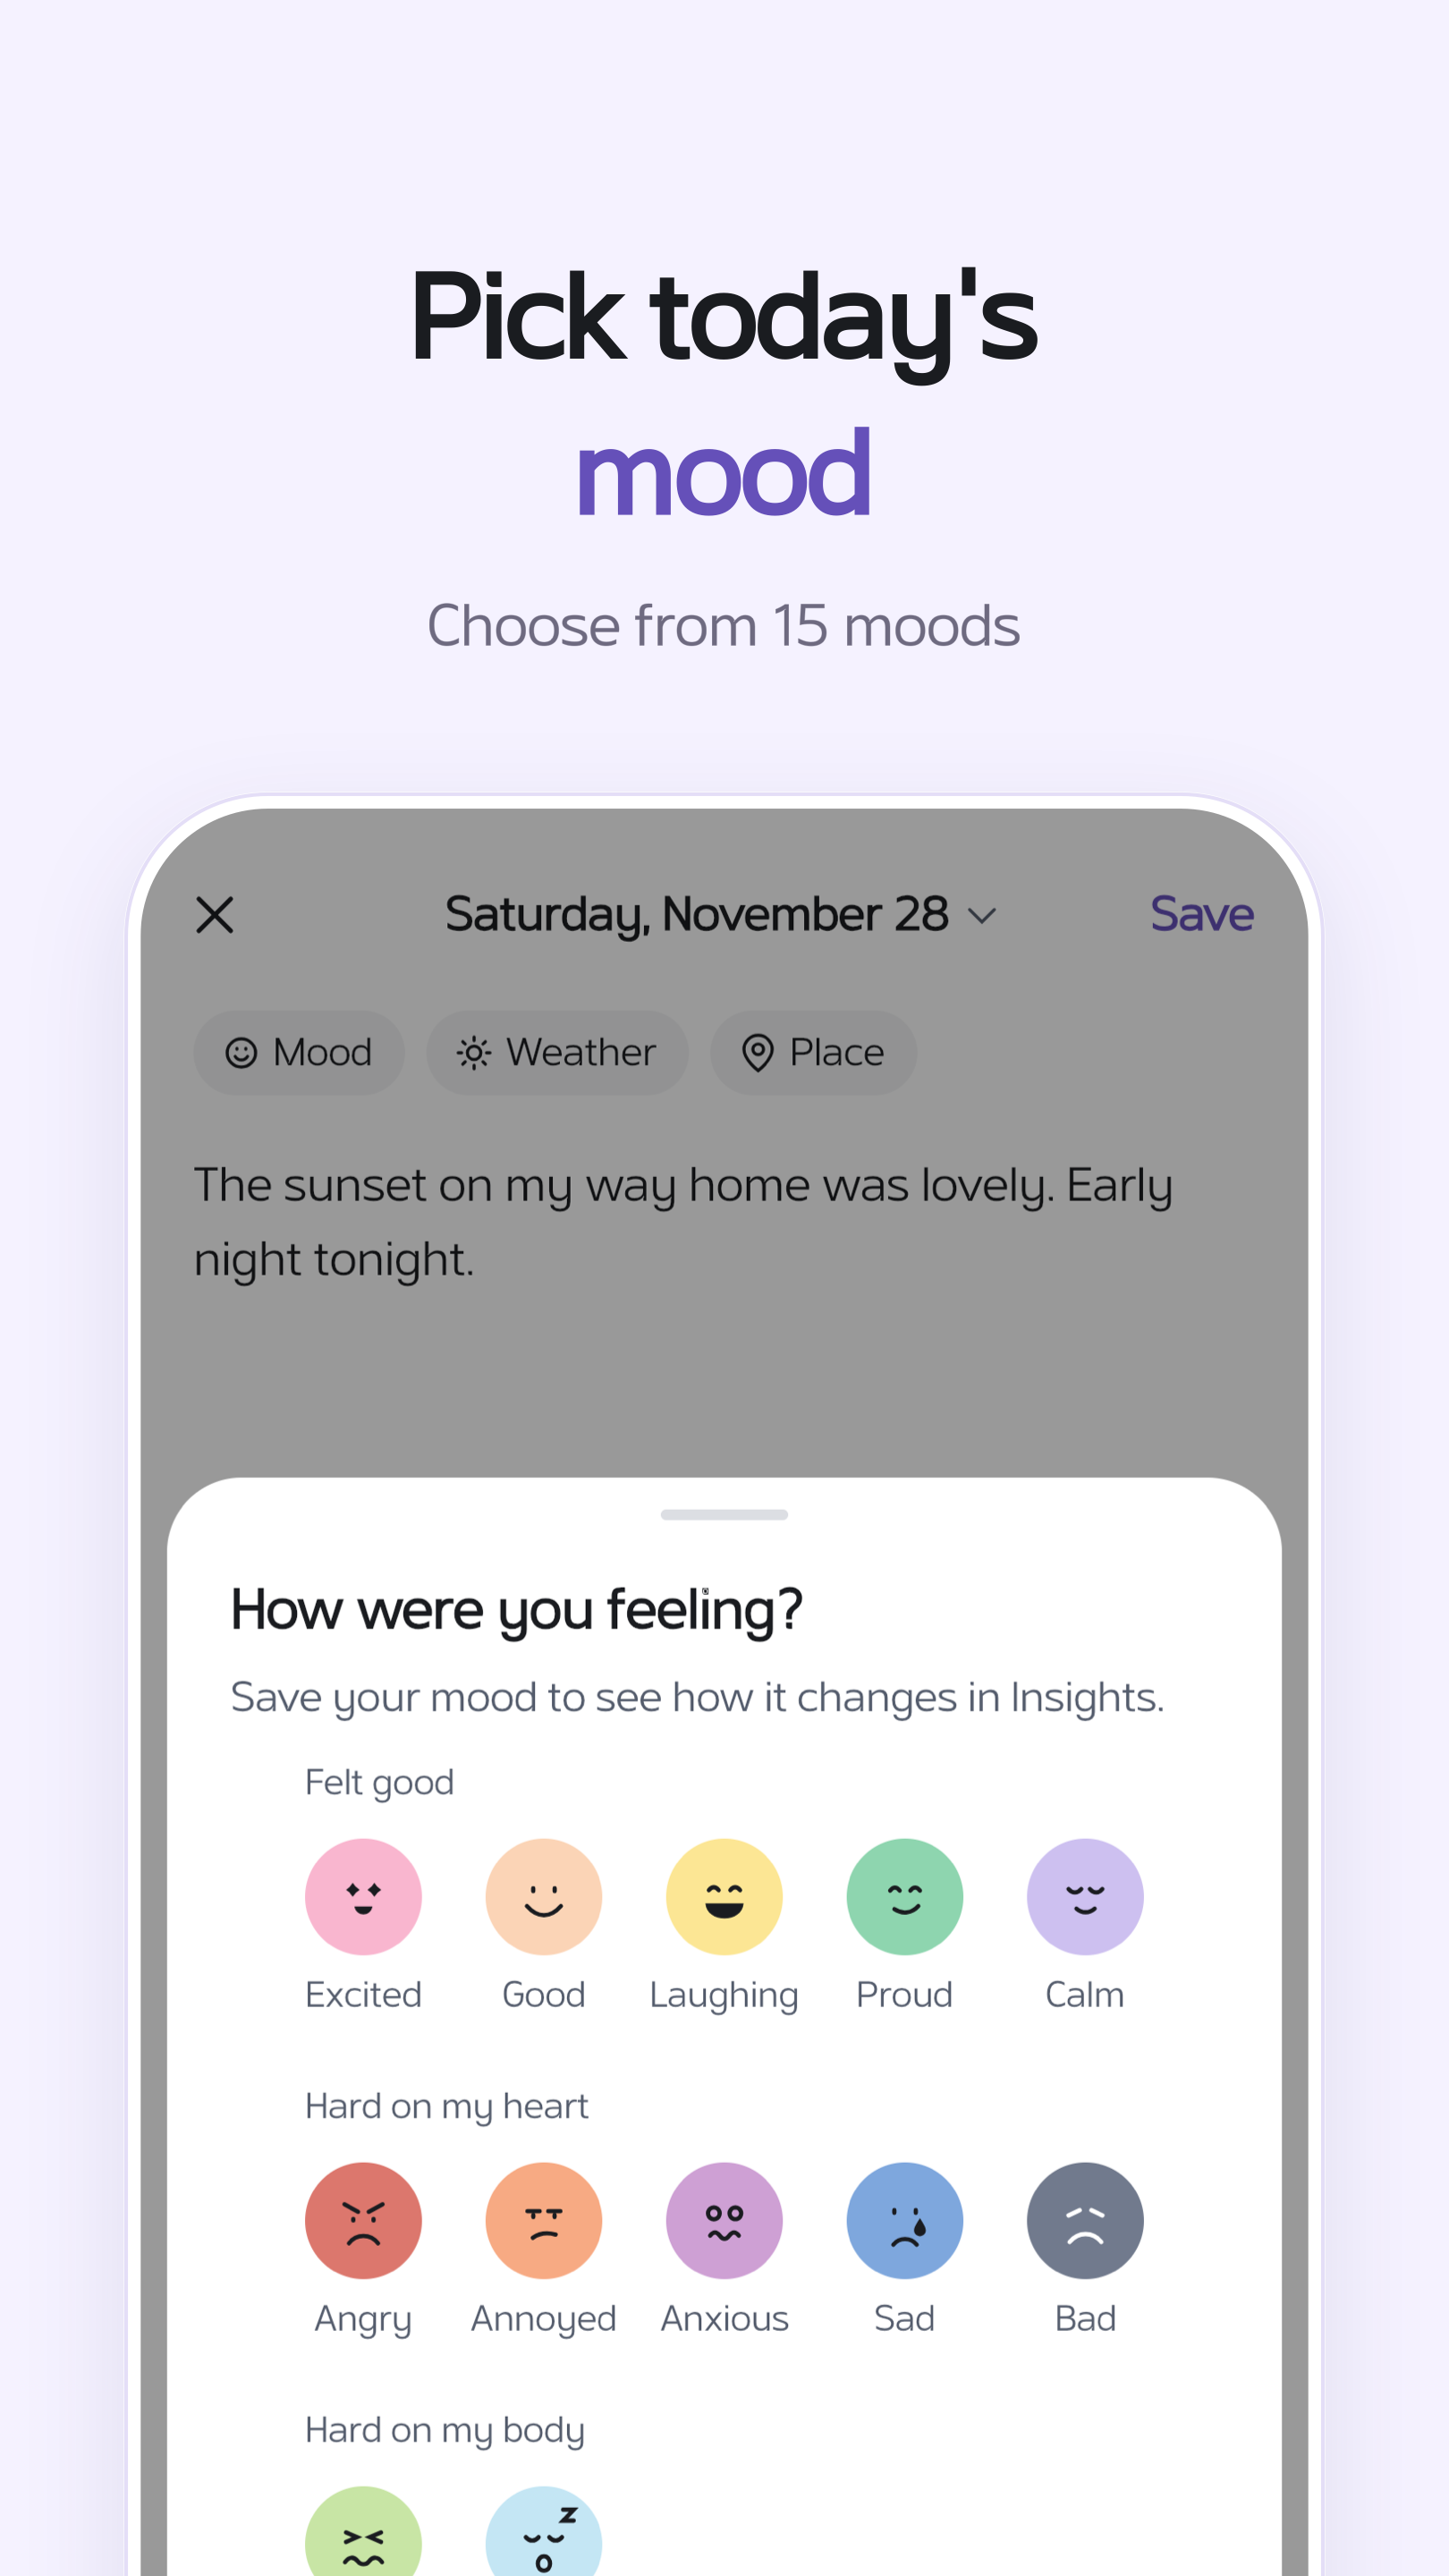 Pick today's
mood
Choose from 15 moods
Saturday, November 28
Save
Mood
Weather
Place
The sunset on my way home was lovely. Early
night tonight.
How were you feeling?
Save your mood to see how it changes in Insights.
Felt good
Excited
Good
Laughing
Proud
Calm
Hard on my heart
Angry
Annoyed
Anxious
Sad
Bad
Hard on my body
z